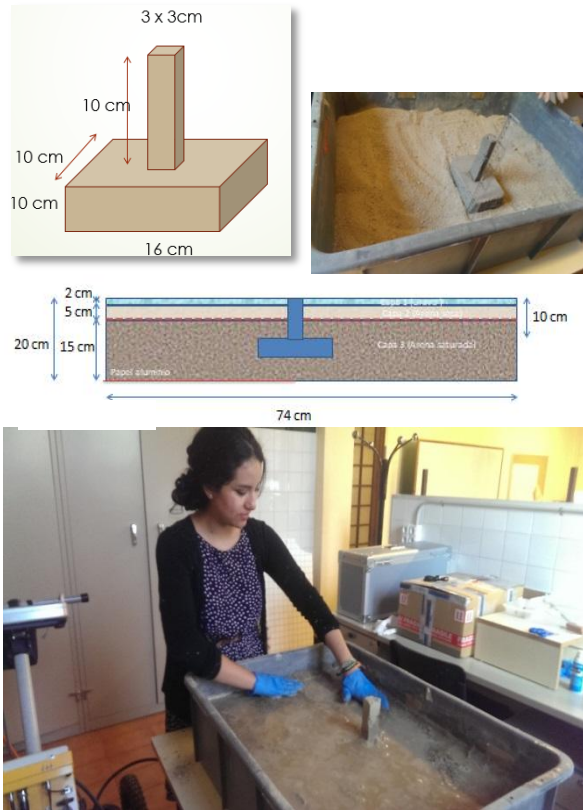 3 x 3cm
10 cm
10 cm
10 cm
16 cm
2 cm
5 cm
20 cm
15 cm
10 cm
Capa 3 (Arena saturada)
Papel aluminio
74 cm